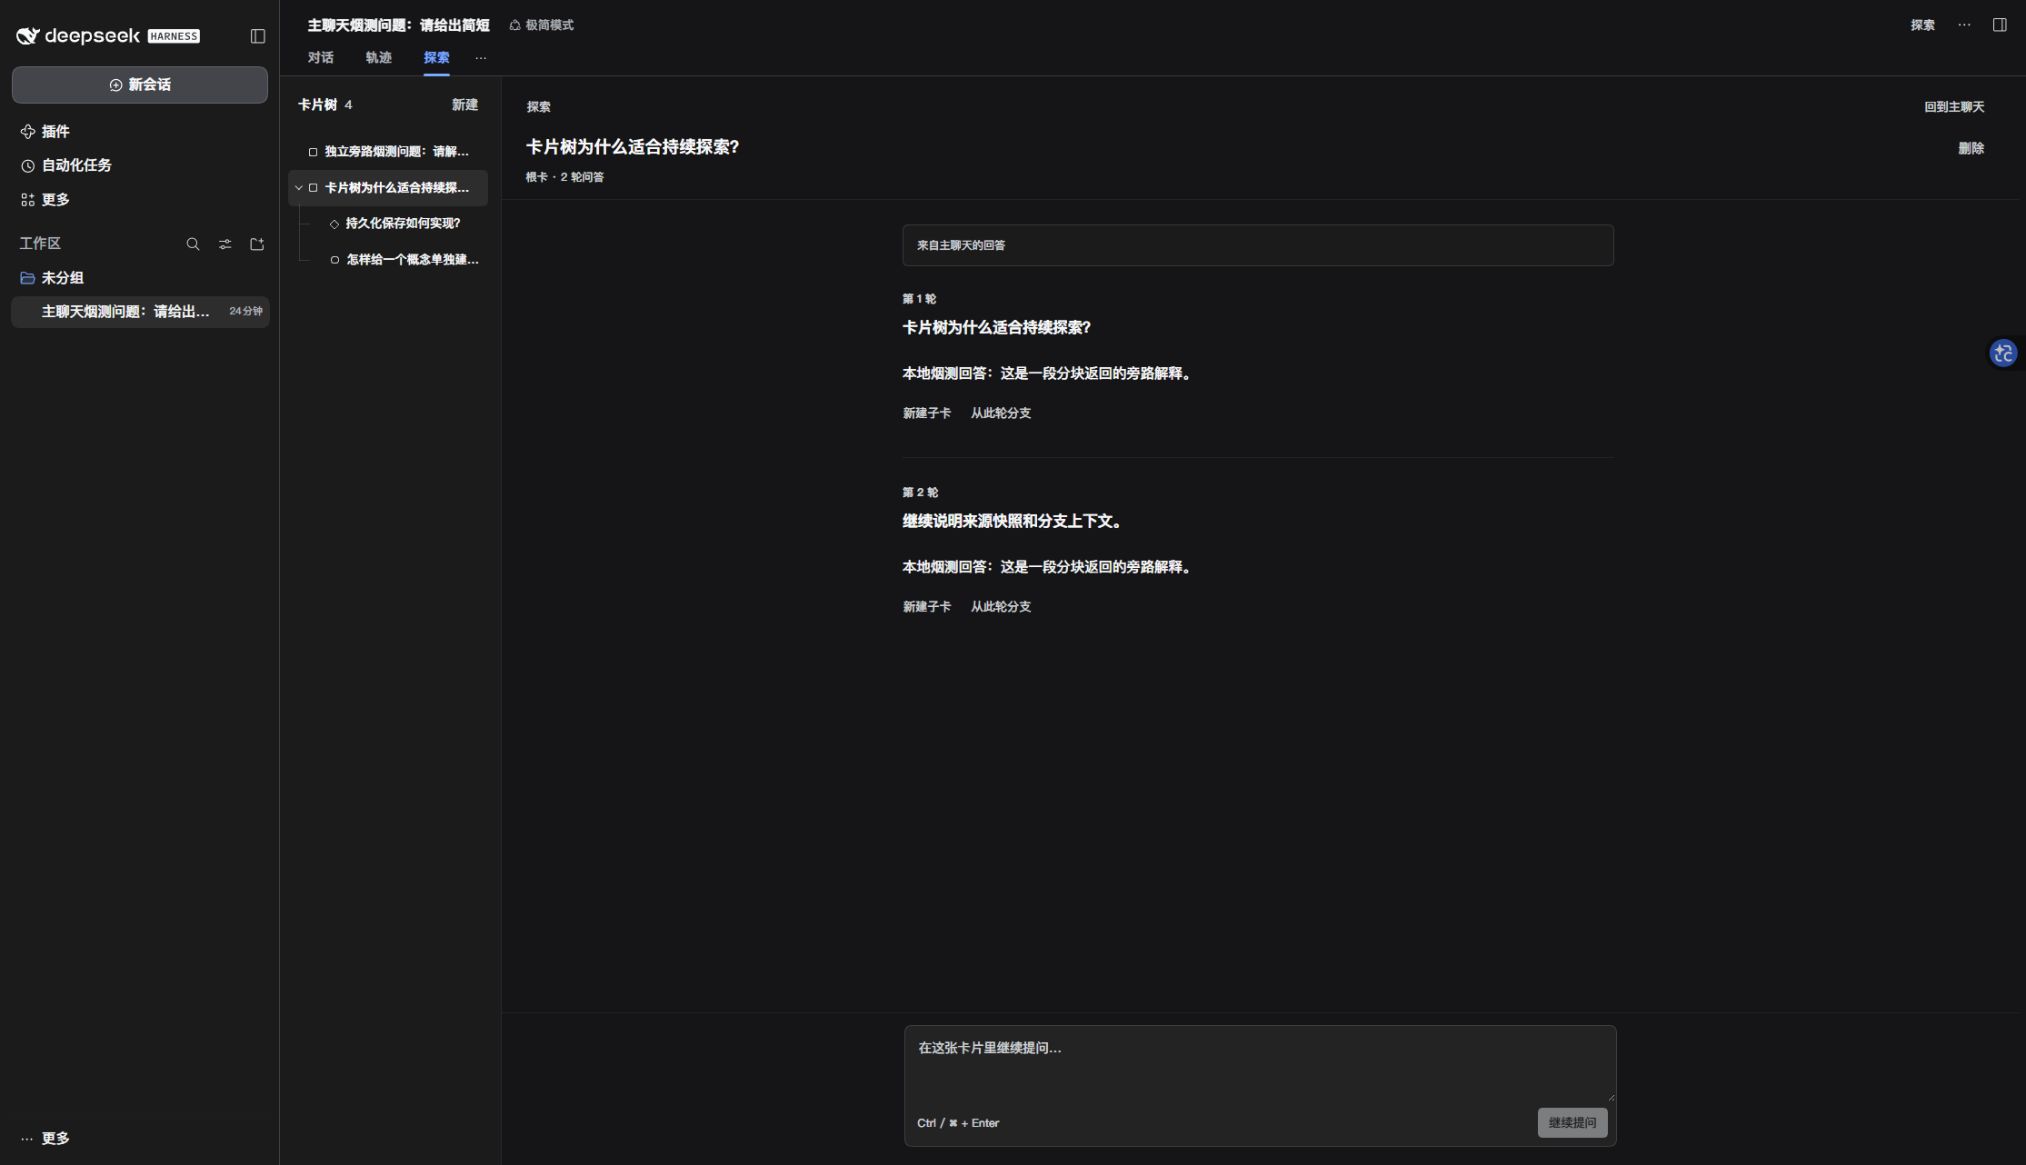 deepseek HARNESS
新会话
插件
自动化任务
更多
工作区
未分组
主聊天烟测问题：请给出... 24分钟
... 更多
主聊天烟测问题：请给出简短 极简模式
探索 ...
对话 轨迹 探索 ...
卡片树 4 新建
独立旁路烟测问题：请解...
卡片树为什么适合持续探...
持久化保存如何实现?
怎样给一个概念单独建...
探索 回到主聊天
卡片树为什么适合持续探索? 删除
根卡 · 2 轮问答
来自主聊天的回答
第 1 轮
卡片树为什么适合持续探索?
本地烟测回答：这是一段分块返回的旁路解释。
新建子卡 从此轮分支
第 2 轮
继续说明来源快照和分支上下文。
本地烟测回答：这是一段分块返回的旁路解释。
新建子卡 从此轮分支
在这张卡片里继续提问...
Ctrl / ⌘ + Enter 继续提问